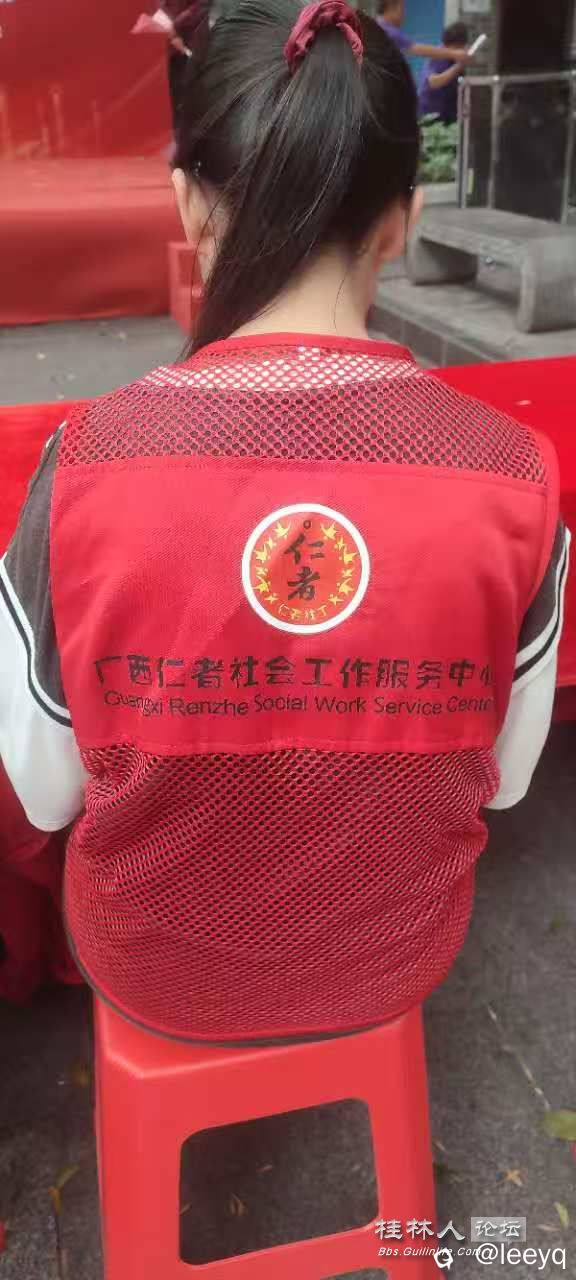 仁
者
仁者社工
广西仁者社会工作服务中心
Guangxi Renzhe Social Work Service Center
桂林人论坛
Bbs.Guilinlife.Com
@leeyq